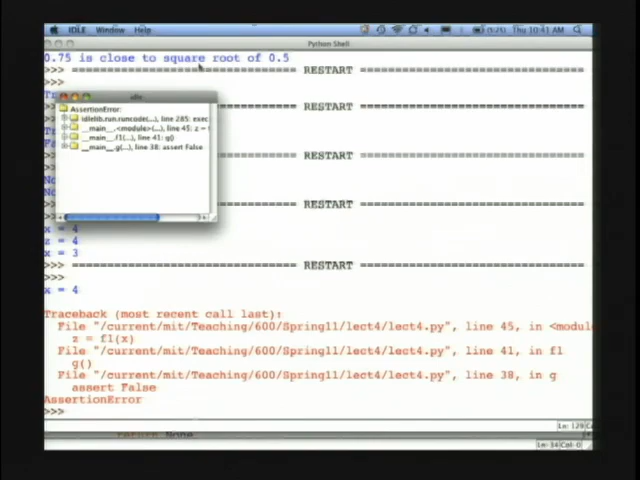 IDLE Window Help Thu 10:41 AM
Python Shell
0.75 is close to square root of 0.5
>>> ================================ RESTART ================================
>>>
>>> ================================ RESTART ================================
>>> ================================ RESTART ================================
>>> ================================ RESTART ================================
x = 4
z = 4
x = 3
>>> ================================ RESTART ================================
>>>
x = 4
Traceback (most recent call last):
File "/current/mit/Teaching/600/Spring11/lect4/lect4.py", line 45, in <modul
z = f1(x)
File "/current/mit/Teaching/600/Spring11/lect4/lect4.py", line 41, in f1
g()
File "/current/mit/Teaching/600/Spring11/lect4/lect4.py", line 38, in g
assert False
AssertionError
>>>
idle
AssertionError:
idlelib.run.runcode(...), line 285: exec
__main__.<module>(...), line 45: z =
__main__.f1(...), line 41: g()
__main__.g(...), line 38: assert False
return None